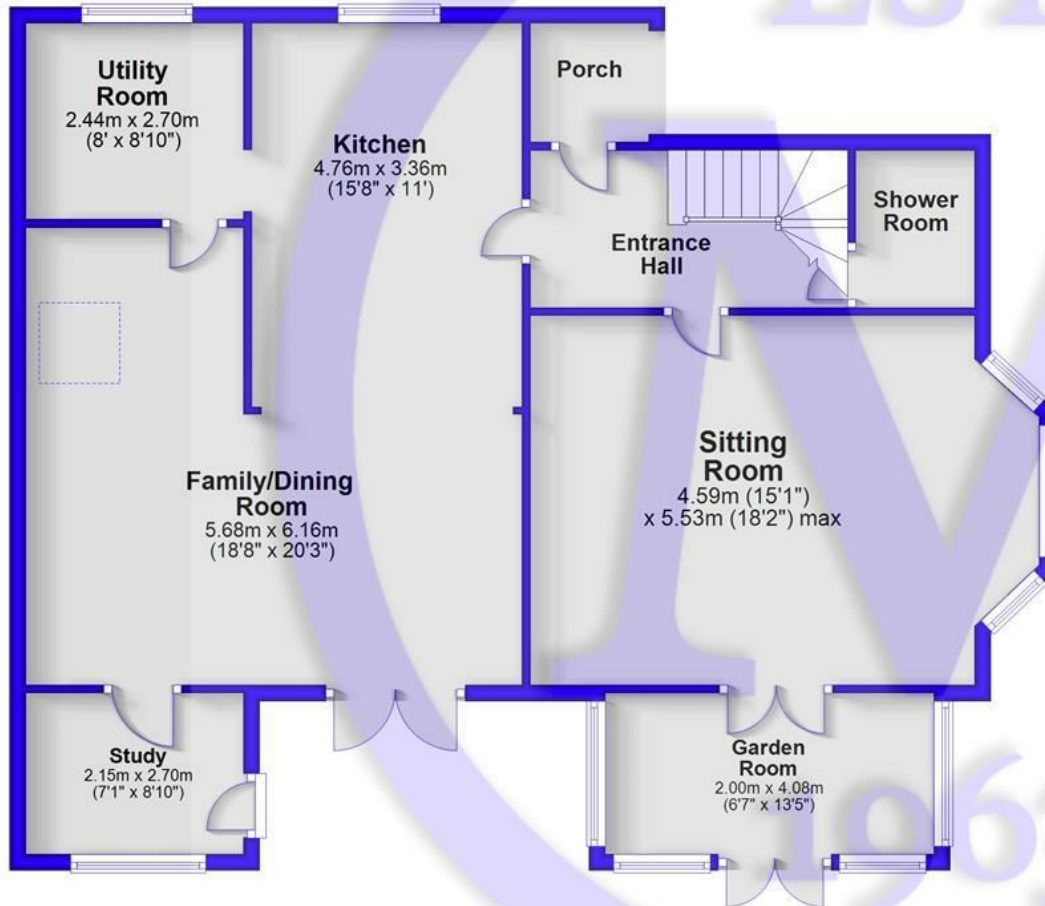 Utility
Room
2.44m x 2.70m
(8' x 8'10")
Kitchen
4.76m x 3.36m
(15'8" x 11')
Porch
Entrance
Hall
Shower
Room
Sitting
Room
4.59m (15'1")
x 5.53m (18'2") max
Family/Dining
Room
5.68m x 6.16m
(18'8" x 20'3")
Study
2.15m x 2.70m
(7'1" x 8'10")
Garden
Room
2.00m x 4.08m
(6'7" x 13'5")